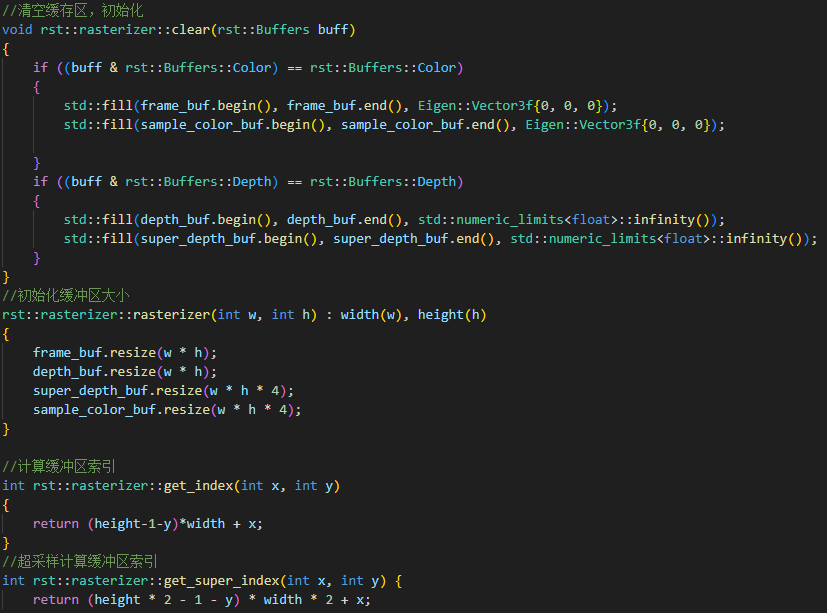 //清空缓存区，初始化
void rst::rasterizer::clear(rst::Buffers buff)
{
    if ((buff & rst::Buffers::Color) == rst::Buffers::Color)
    {
        std::fill(frame_buf.begin(), frame_buf.end(), Eigen::Vector3f{0, 0, 0});
        std::fill(sample_color_buf.begin(), sample_color_buf.end(), Eigen::Vector3f{0, 0, 0});

    }
    if ((buff & rst::Buffers::Depth) == rst::Buffers::Depth)
    {
        std::fill(depth_buf.begin(), depth_buf.end(), std::numeric_limits<float>::infinity());
        std::fill(super_depth_buf.begin(), super_depth_buf.end(), std::numeric_limits<float>::infinity());
    }
}
//初始化缓冲区大小
rst::rasterizer::rasterizer(int w, int h) : width(w), height(h)
{
    frame_buf.resize(w * h);
    depth_buf.resize(w * h);
    super_depth_buf.resize(w * h * 4);
    sample_color_buf.resize(w * h * 4);
}

//计算缓冲区索引
int rst::rasterizer::get_index(int x, int y)
{
    return (height-1-y)*width + x;
}
//超采样计算缓冲区索引
int rst::rasterizer::get_super_index(int x, int y) {
    return (height * 2 - 1 - y) * width * 2 + x;